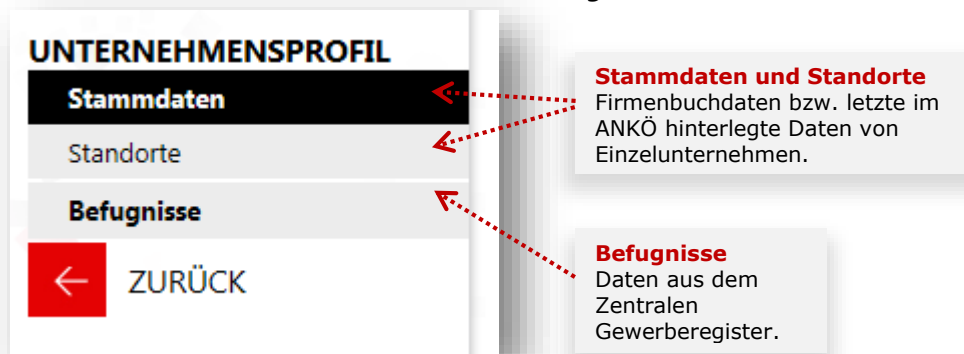 UNTERNEHMENSPROFIL
Stammdaten
Standorte
Befugnisse
ZURÜCK
Stammdaten und Standorte
Firmenbuchdaten bzw. letzte im
ANKÖ hinterlegte Daten von
Einzelunternehmen.
Befugnisse
Daten aus dem
Zentralen
Gewerberegister.